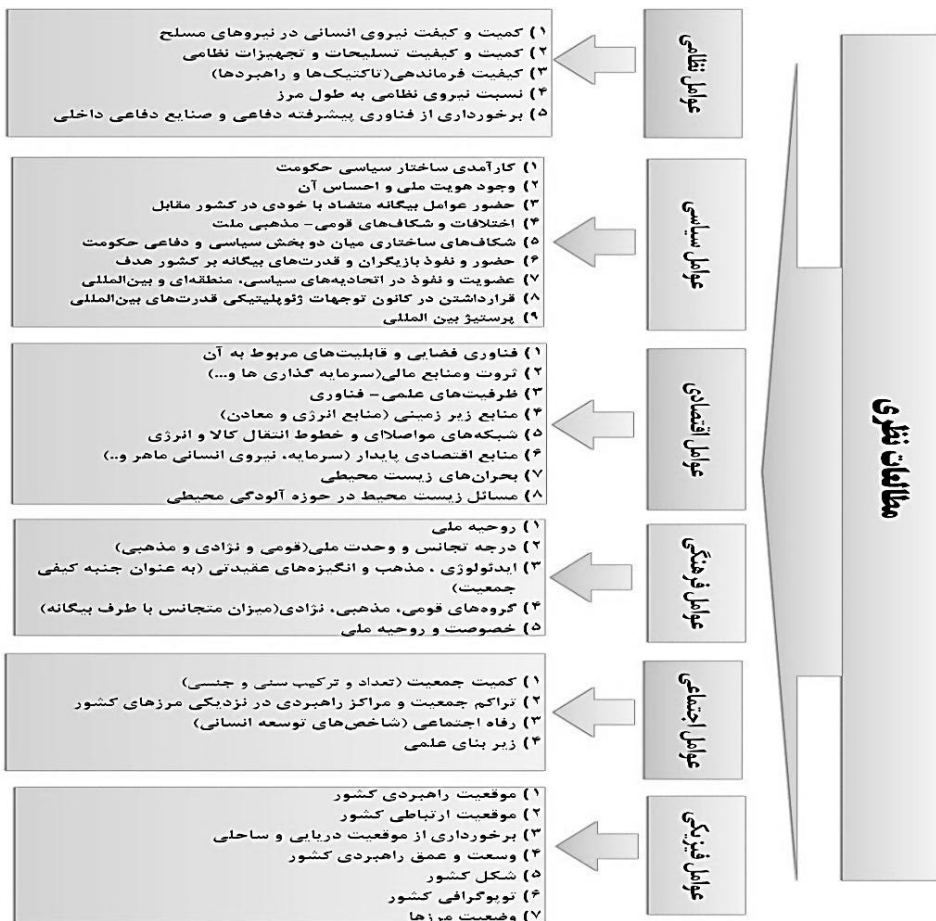 مطالعات نظری
عوامل نظامی
۱) کمیت و کیفت نیروی انسانی در نیروهای مسلح
۲) کمیت و کیفیت تسلیحات و تجهیزات نظامی
۳) کیفیت فرماندهی(تاکتیک‌ها و راهبردها)
۴) نسبت نیروی نظامی به طول مرز
۵) برخورداری از فناوری پیشرفته دفاعی و صنایع دفاعی داخلی
عوامل سیاسی
۱) کارآمدی ساختار سیاسی حکومت
۲) وجود هویت ملی و احساس آن
۳) حضور عوامل بیگانه متضاد با خودی در کشور مقابل
۴) اختلافات و شکاف‌های قومی- مذهبی ملت
۵) شکاف‌های ساختاری میان دو بخش سیاسی و دفاعی حکومت
۶) حضور و نفوذ بازیگران و قدرت‌های بیگانه بر کشور هدف
۷) عضویت و نفوذ در اتحادیه‌های سیاسی، منطقه‌ای و بین‌المللی
۸) قرارداشتن در کانون توجهات ژئوپلیتیکی قدرت‌های بین‌المللی
۹) پرستیژ بین المللی
عوامل اقتصادی
۱) فناوری فضایی و قابلیت‌های مربوط به آن
۲) ثروت ومنابع مالی(سرمایه گذاری ها و...)
۳) ظرفیت‌های علمی- فناوری
۴) منابع زیر زمینی (منابع انرژی و معادن)
۵) شبکه‌های مواصلاای و خطوط انتقال کالا و انرژی
۶) منابع اقتصادی پایدار (سرمایه، نیروی انسانی ماهر و..)
۷) بحران‌های زیست محیطی
۸) مسائل زیست محیط در حوزه آلودگی محیطی
عوامل فرهنگی
۱) روحیه ملی
۲) درجه تجانس و وحدت ملی(قومی و نژادی و مذهبی)
۳) ایدئولوژی ، مذهب و انگیزه‌های عقیدتی (به عنوان جنبه کیفی
جمعیت)
۴) گروه‌های قومی، مذهبی، نژادی(میزان متجانس با طرف بیگانه)
۵) خصوصت و روحیه ملی
عوامل اجتماعی
۱) کمیت جمعیت (تعداد و ترکیب سنی و جنسی)
۲) تراکم جمعیت و مراکز راهبردی در نزدیکی مرزهای کشور
۳) رفاه اجتماعی (شاخص‌های توسعه انسانی)
۴) زیر بنای علمی
عوامل فیزیکی
۱) موقعیت راهبردی کشور
۲) موقعیت ارتباطی کشور
۳) برخورداری از موقعیت دریایی و ساحلی
۴) وسعت و عمق راهبردی کشور
۵) شکل کشور
۶) توپوگرافی کشور
۷) وضعیت مرزها